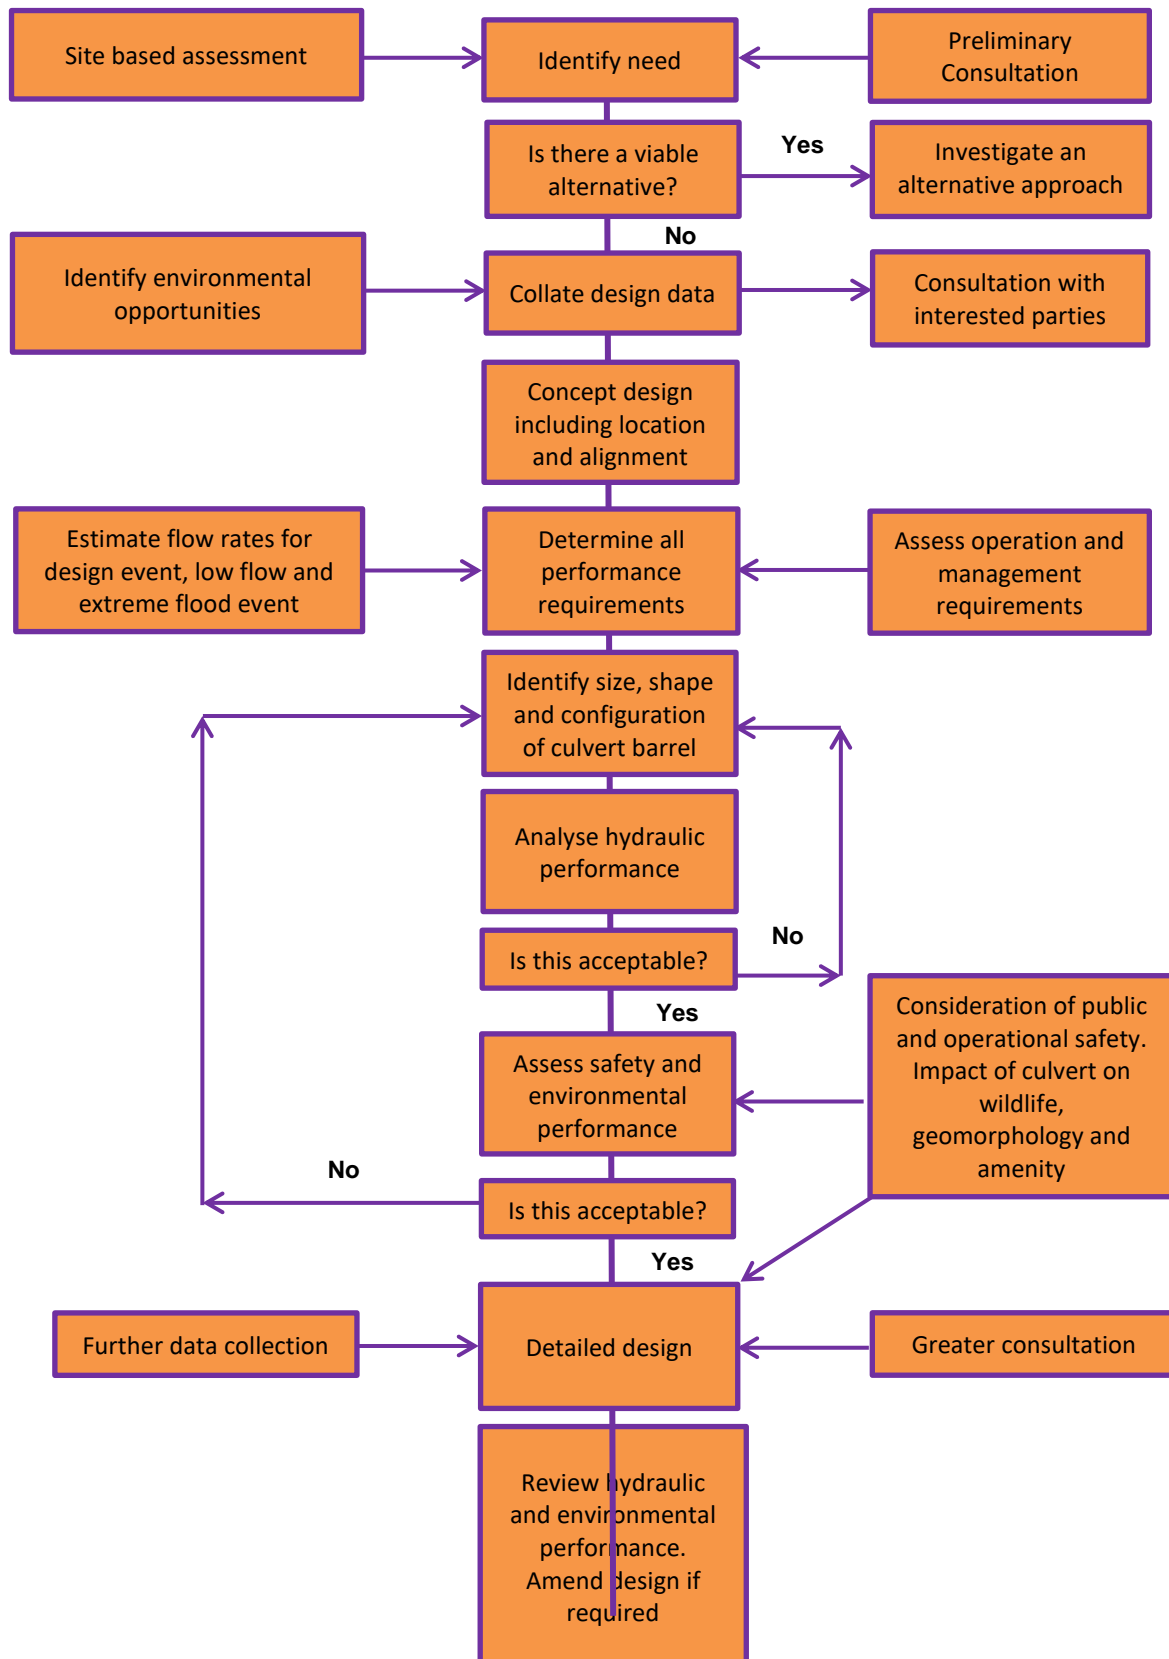 Site based assessment
Identify need
Preliminary
Consultation
Is there a viable
alternative?
Yes
Investigate an
alternative approach
No
Identify environmental
opportunities
Collate design data
Consultation with
interested parties
Concept design
including location
and alignment
Estimate flow rates for
design event, low flow and
extreme flood event
Determine all
performance
requirements
Assess operation and
management
requirements
Identify size, shape
and configuration
of culvert barrel
Analyse hydraulic
performance
Is this acceptable?
No
Yes
Consideration of public
and operational safety.
Impact of culvert on
wildlife,
geomorphology and
amenity
Assess safety and
environmental
performance
No
Is this acceptable?
Yes
Further data collection
Detailed design
Greater consultation
Review hydraulic
and environmental
performance.
Amend design if
required